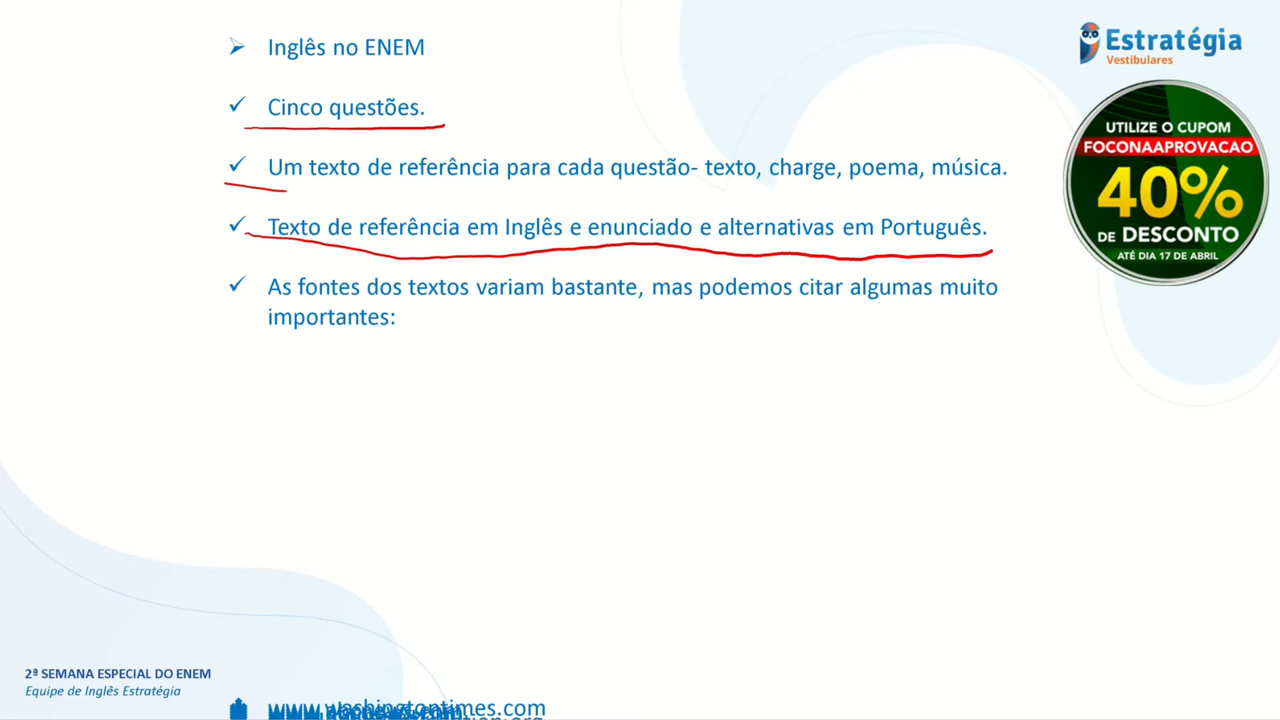 Inglês no ENEM
Cinco questões.
Um texto de referência para cada questão- texto, charge, poema, música.
Texto de referência em Inglês e enunciado e alternativas em Português.
As fontes dos textos variam bastante, mas podemos citar algumas muito
importantes:
Estratégia
Vestibulares
UTILIZE O CUPOM
FOCONAAPROVACAO
40%
DE DESCONTO
ATÉ DIA 17 DE ABRIL
2ª SEMANA ESPECIAL DO ENEM
Equipe de Inglês Estratégia
www.washingtontimes.com